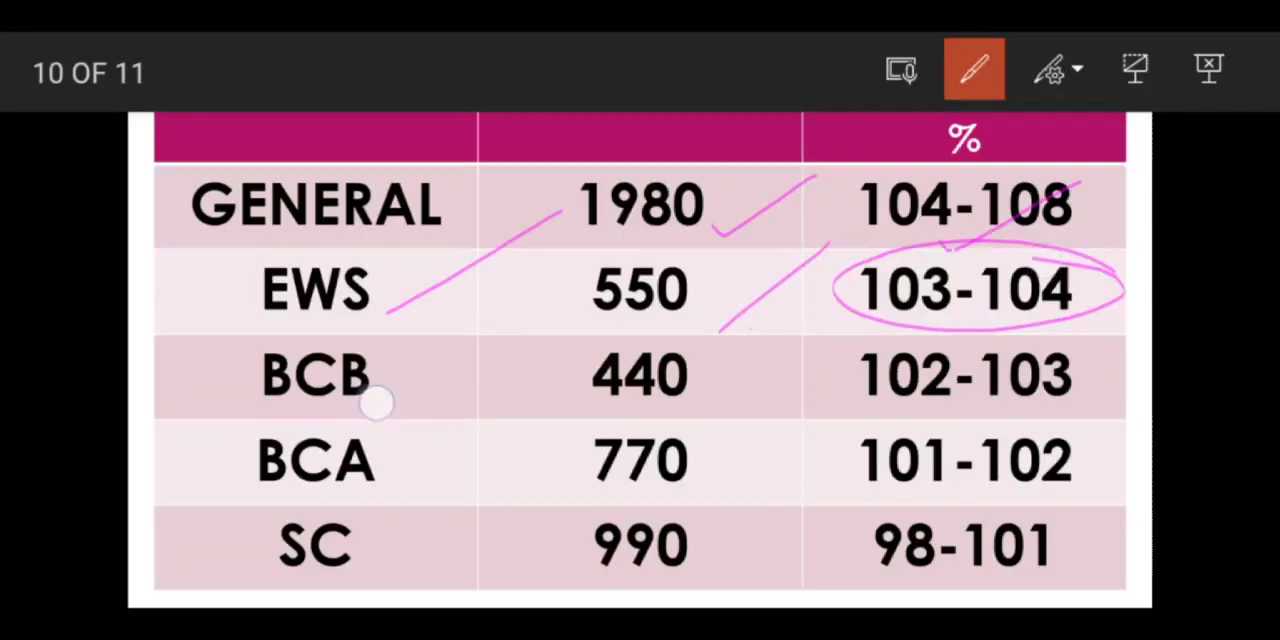 10 OF 11
%
GENERAL 1980 104-108
EWS 550 103-104
BCB 440 102-103
BCA 770 101-102
SC 990 98-101